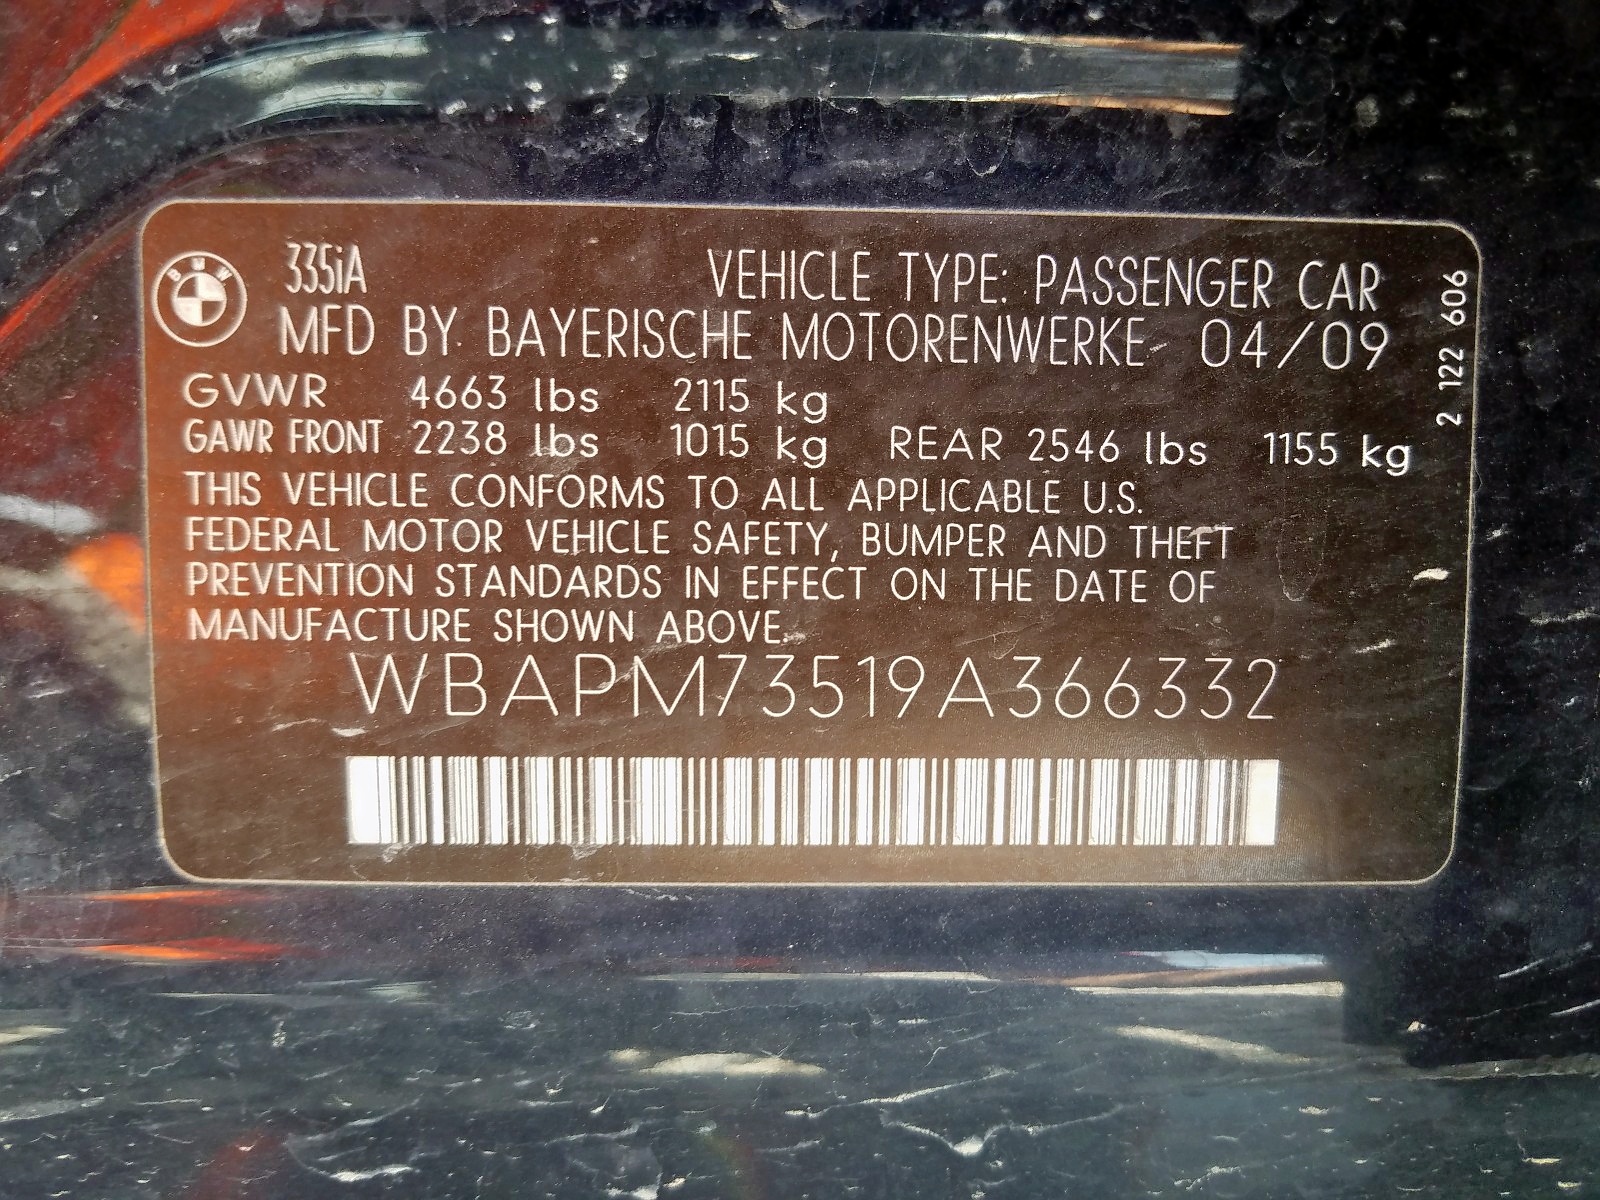 BMW
335iA VEHICLE TYPE: PASSENGER CAR
MFD BY BAYERISCHE MOTORENWERKE 04/09
GVWR 4663 lbs 2115 kg
GAWR FRONT 2238 lbs 1015 kg REAR 2546 lbs 1155 kg
THIS VEHICLE CONFORMS TO ALL APPLICABLE U.S.
FEDERAL MOTOR VEHICLE SAFETY, BUMPER AND THEFT
PREVENTION STANDARDS IN EFFECT ON THE DATE OF
MANUFACTURE SHOWN ABOVE.
WBAPM73519A366332
2 122 606